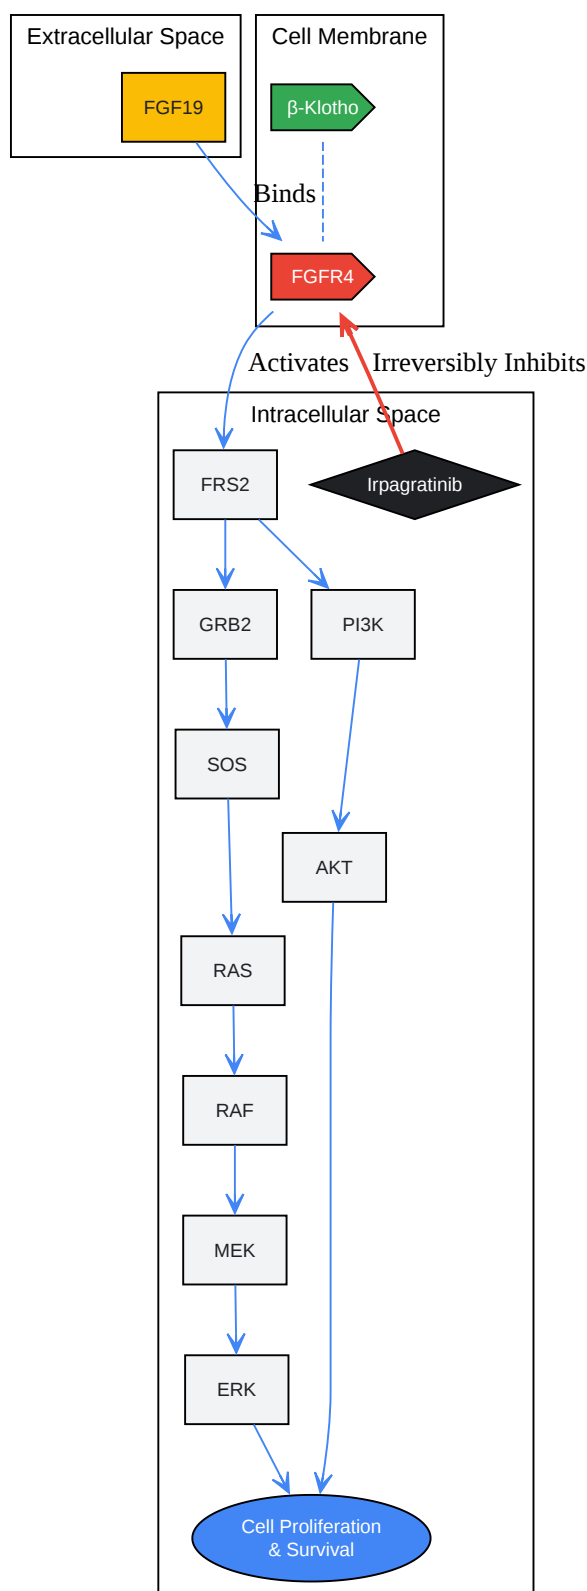 Extracellular Space
Cell Membrane
FGF19
β-Klotho
Binds
FGFR4
Activates
Irreversibly Inhibits
Intracellular Space
FRS2
Irpagratinib
GRB2
PI3K
SOS
AKT
RAS
RAF
MEK
ERK
Cell Proliferation
& Survival